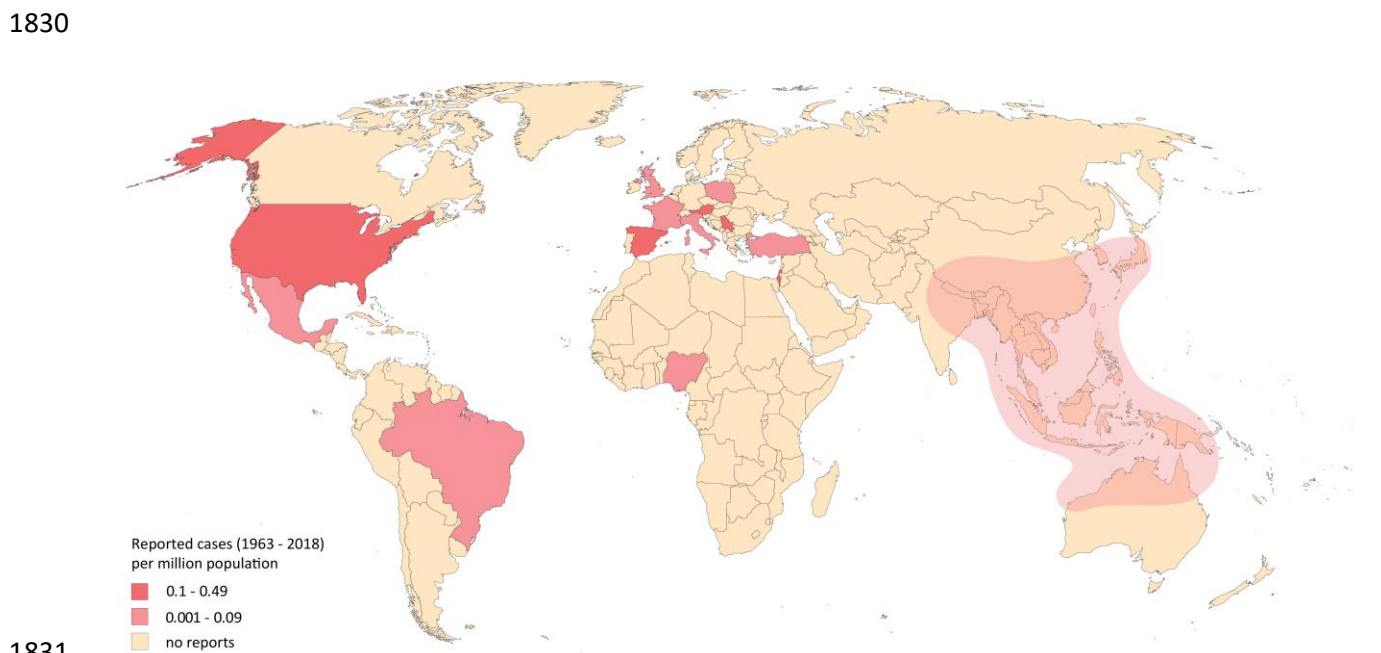 1830
Reported cases (1963 - 2018)
per million population
0.1 - 0.49
0.001 - 0.09
no reports
1831